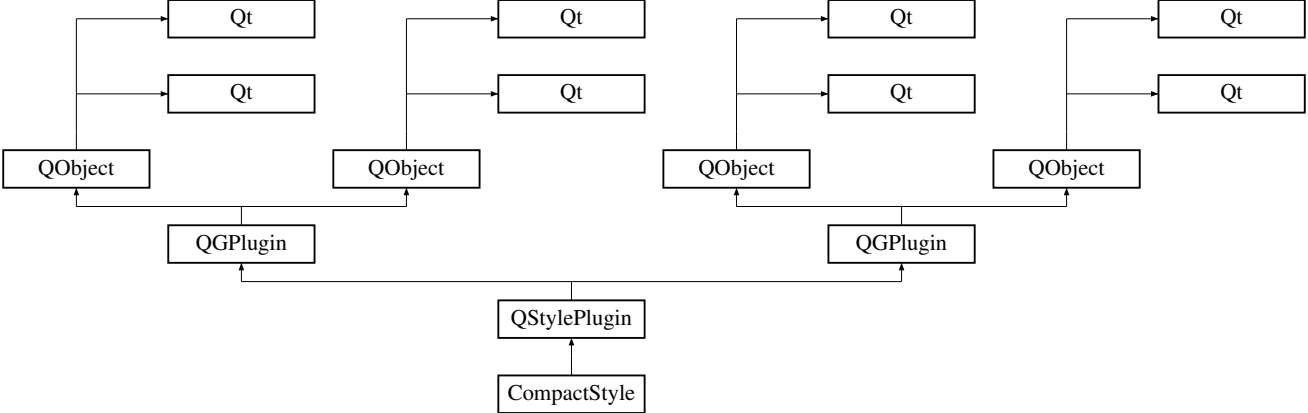 Qt Qt Qt Qt
Qt Qt Qt Qt
QObject QObject QObject QObject
QGPlugin QGPlugin
QStylePlugin
CompactStyle